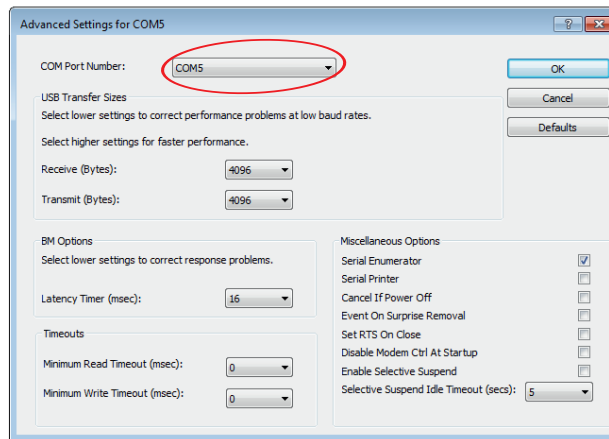 Advanced Settings for COM5
COM Port Number: COM5
OK
Cancel
Defaults
USB Transfer Sizes
Select lower settings to correct performance problems at low baud rates.
Select higher settings for faster performance.
Receive (Bytes): 4096
Transmit (Bytes): 4096
BM Options
Select lower settings to correct response problems.
Latency Timer (msec): 16
Timeouts
Minimum Read Timeout (msec): 0
Minimum Write Timeout (msec): 0
Miscellaneous Options
Serial Enumerator
Serial Printer
Cancel If Power Off
Event On Surprise Removal
Set RTS On Close
Disable Modem Ctrl At Startup
Enable Selective Suspend
Selective Suspend Idle Timeout (secs): 5